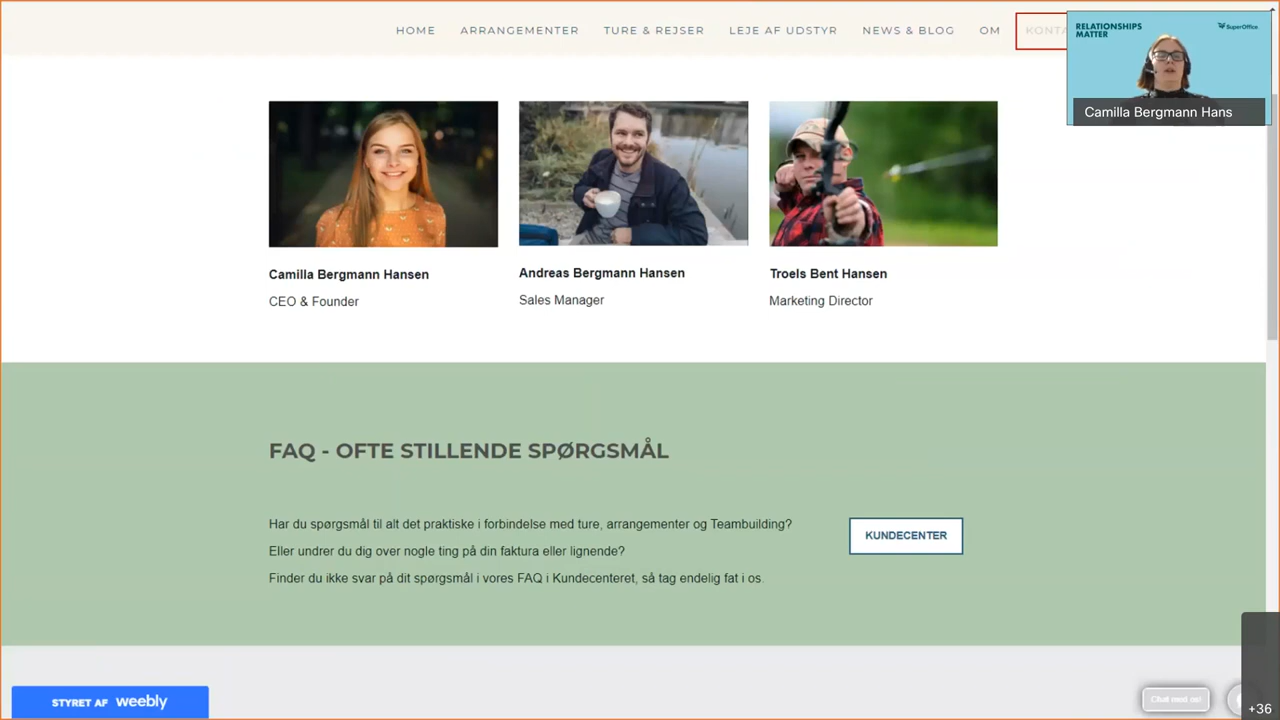 HOME ARRANGEMENTER TURE & REJSER LEJE AF UDSTYR NEWS & BLOG OM KONTA
RELATIONSHIPS
MATTER
SuperOffice
Camilla Bergmann Hans
Camilla Bergmann Hansen
CEO & Founder
Andreas Bergmann Hansen
Sales Manager
Troels Bent Hansen
Marketing Director
FAQ - OFTE STILLENDE SPØRGSMÅL
Har du spørgsmål til alt det praktiske i forbindelse med ture, arrangementer og Teambuilding?
Eller undrer du dig over nogle ting på din faktura eller lignende?
Finder du ikke svar på dit spørgsmål i vores FAQ i Kundecenteret, så tag endelig fat i os.
KUNDECENTER
STYRET AF weebly
Chat med os!
+36